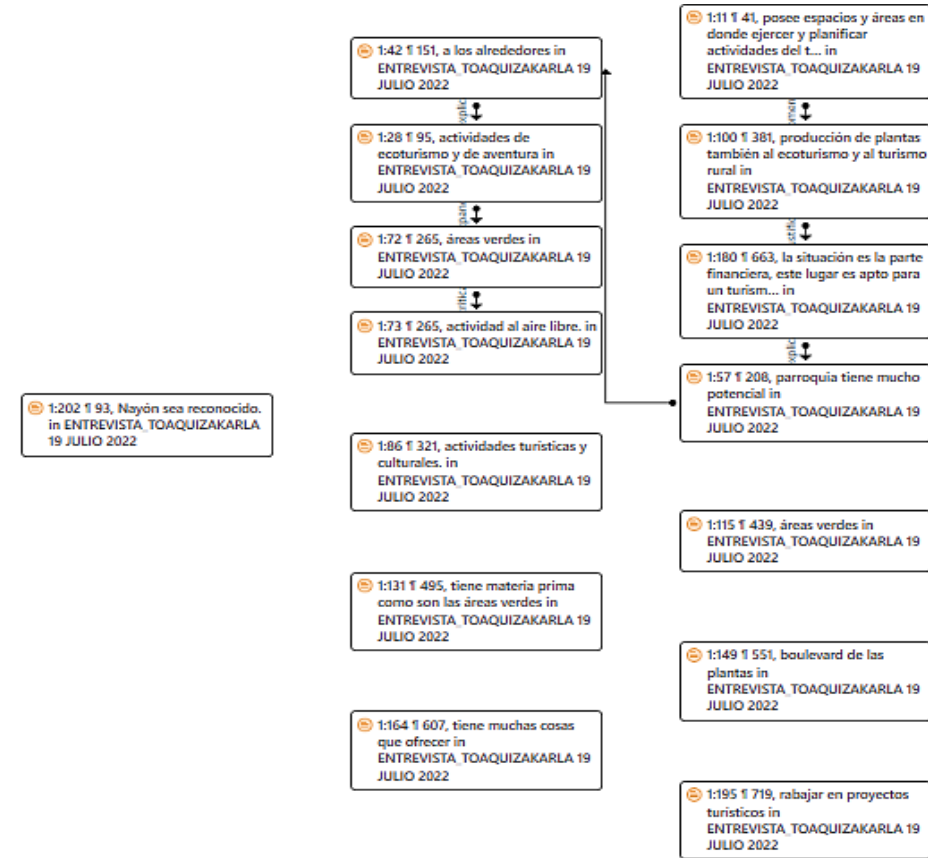 1:202 ¶ 93, Nayón sea reconocido.
in ENTREVISTA_TOAQUIZAKARLA
19 JULIO 2022
1:42 ¶ 151, a los alrededores in
ENTREVISTA_TOAQUIZAKARLA 19
JULIO 2022
1:28 ¶ 95, actividades de
ecoturismo y de aventura in
ENTREVISTA_TOAQUIZAKARLA 19
JULIO 2022
1:72 ¶ 265, áreas verdes in
ENTREVISTA_TOAQUIZAKARLA 19
JULIO 2022
1:73 ¶ 265, actividad al aire libre. in
ENTREVISTA_TOAQUIZAKARLA 19
JULIO 2022
1:86 ¶ 321, actividades turísticas y
culturales. in
ENTREVISTA_TOAQUIZAKARLA 19
JULIO 2022
1:131 ¶ 495, tiene materia prima
como son las áreas verdes in
ENTREVISTA_TOAQUIZAKARLA 19
JULIO 2022
1:164 ¶ 607, tiene muchas cosas
que ofrecer in
ENTREVISTA_TOAQUIZAKARLA 19
JULIO 2022
1:11 ¶ 41, posee espacios y áreas en
donde ejercer y planificar
actividades del t... in
ENTREVISTA_TOAQUIZAKARLA 19
JULIO 2022
1:100 ¶ 381, producción de plantas
también al ecoturismo y al turismo
rural in
ENTREVISTA_TOAQUIZAKARLA 19
JULIO 2022
1:180 ¶ 663, la situación es la parte
financiera, este lugar es apto para
un turism... in
ENTREVISTA_TOAQUIZAKARLA 19
JULIO 2022
1:57 ¶ 208, parroquia tiene mucho
potencial in
ENTREVISTA_TOAQUIZAKARLA 19
JULIO 2022
1:115 ¶ 439, áreas verdes in
ENTREVISTA_TOAQUIZAKARLA 19
JULIO 2022
1:149 ¶ 551, boulevard de las
plantas in
ENTREVISTA_TOAQUIZAKARLA 19
JULIO 2022
1:195 ¶ 719, rabajar en proyectos
turísticos in
ENTREVISTA_TOAQUIZAKARLA 19
JULIO 2022